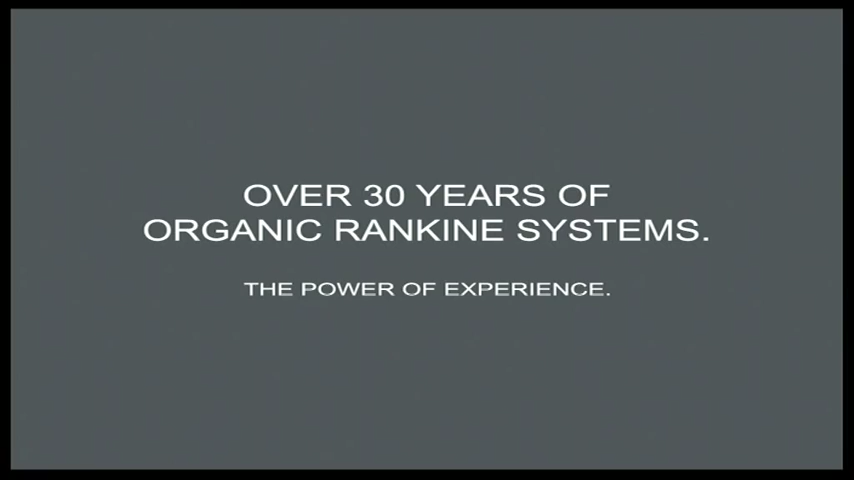 OVER 30 YEARS OF
ORGANIC RANKINE SYSTEMS.
THE POWER OF EXPERIENCE.